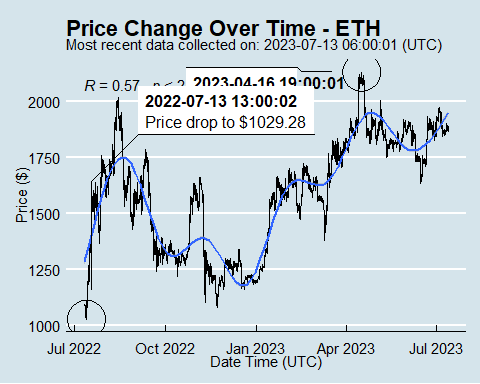 Price Change Over Time - ETH
Most recent data collected on: 2023-07-13 06:00:01 (UTC)
R = 0.57,
2023-04-16 19:00:01
2022-07-13 13:00:02
Price drop to $1029.28
Price ($)
2000
1750
1500
1250
1000
Jul 2022 Oct 2022 Jan 2023 Apr 2023 Jul 2023
Date Time (UTC)